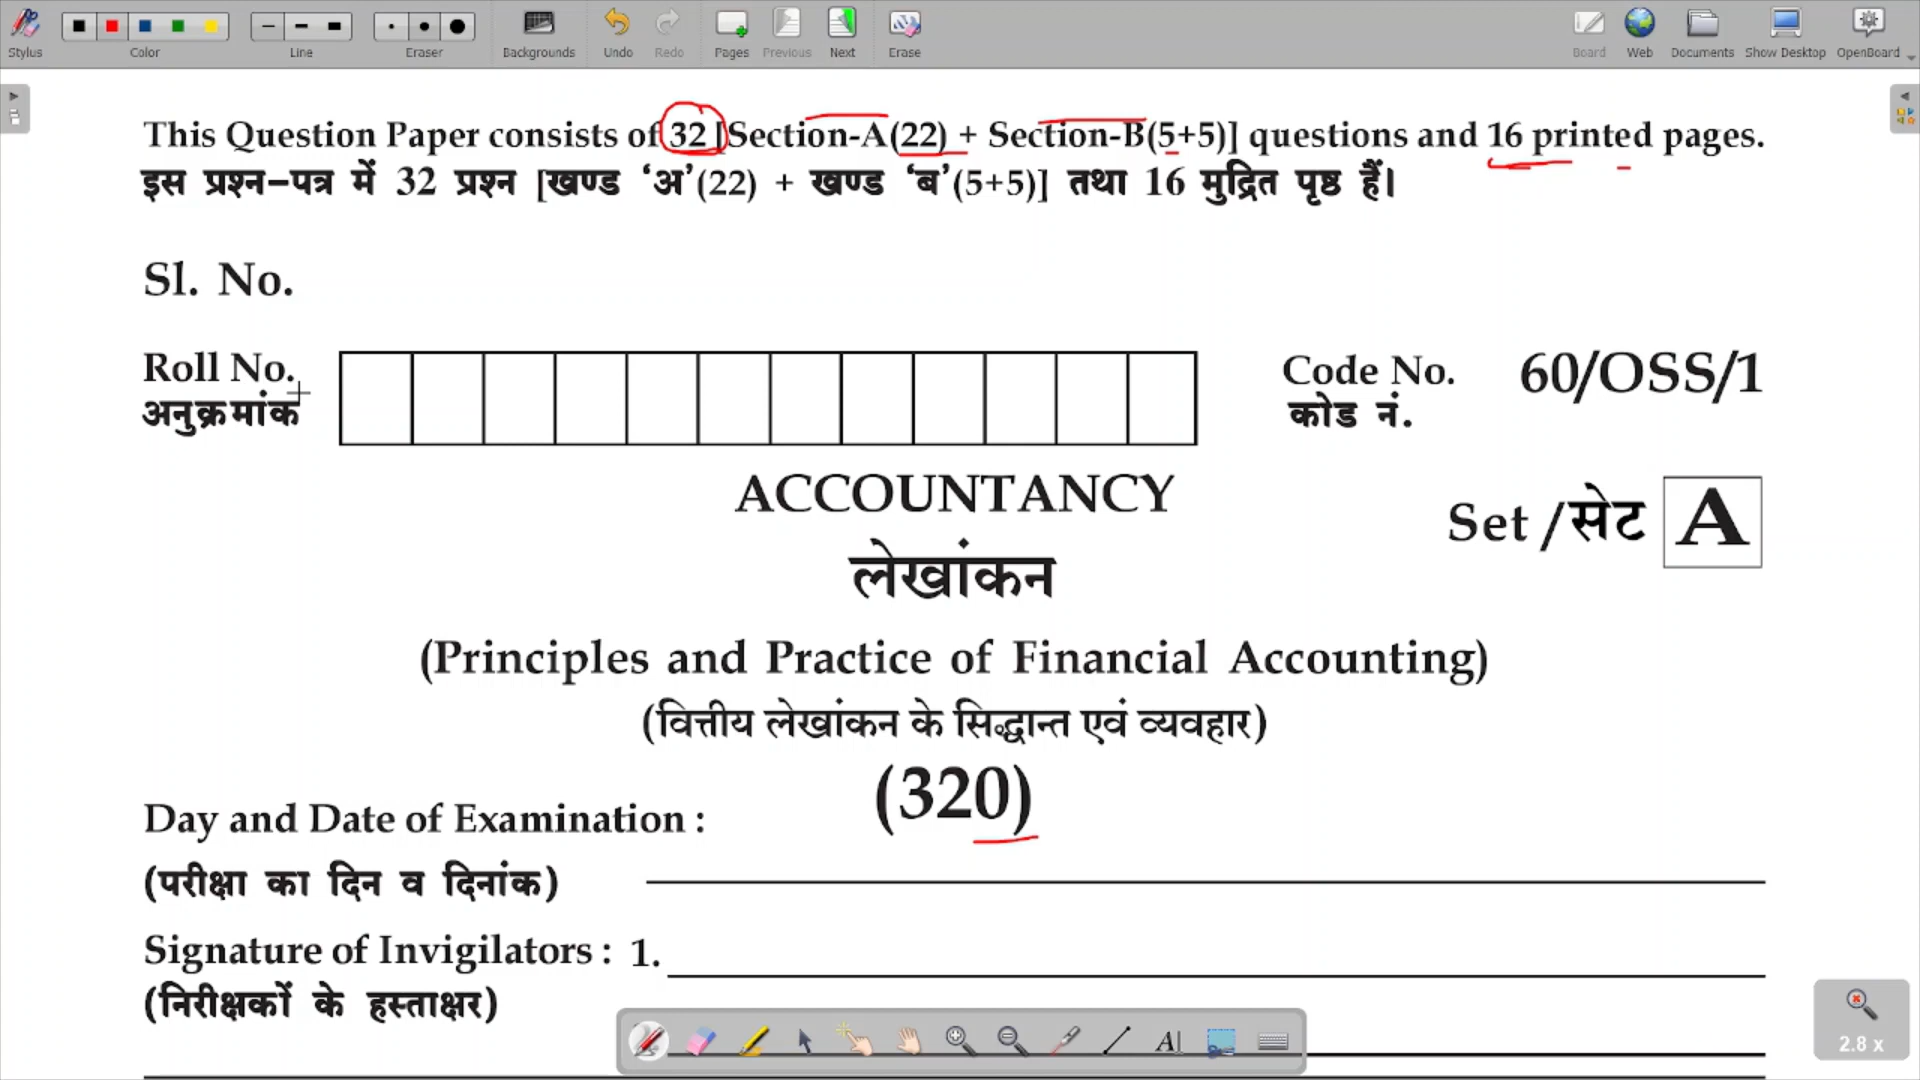 Stylus Color Line Eraser Backgrounds Undo Redo Pages Previous Next Erase Board Web Documents Show Desktop OpenBoard
This Question Paper consists of 32 [Section-A(22) + Section-B(5+5)] questions and 16 printed pages.
इस प्रश्न-पत्र में 32 प्रश्न [खण्ड ‘अ’(22) + खण्ड ‘ब’(5+5)] तथा 16 मुद्रित पृष्ठ हैं।
Sl. No.
Roll No.
अनुक्रमांक
Code No. 60/OSS/1
कोड नं.
ACCOUNTANCY
लेखांकन
Set /सेट A
(Principles and Practice of Financial Accounting)
(वित्तीय लेखांकन के सिद्धान्त एवं व्यवहार)
(320)
Day and Date of Examination :
(परीक्षा का दिन व दिनांक)
Signature of Invigilators : 1.
(निरीक्षकों के हस्ताक्षर)
2.8 x